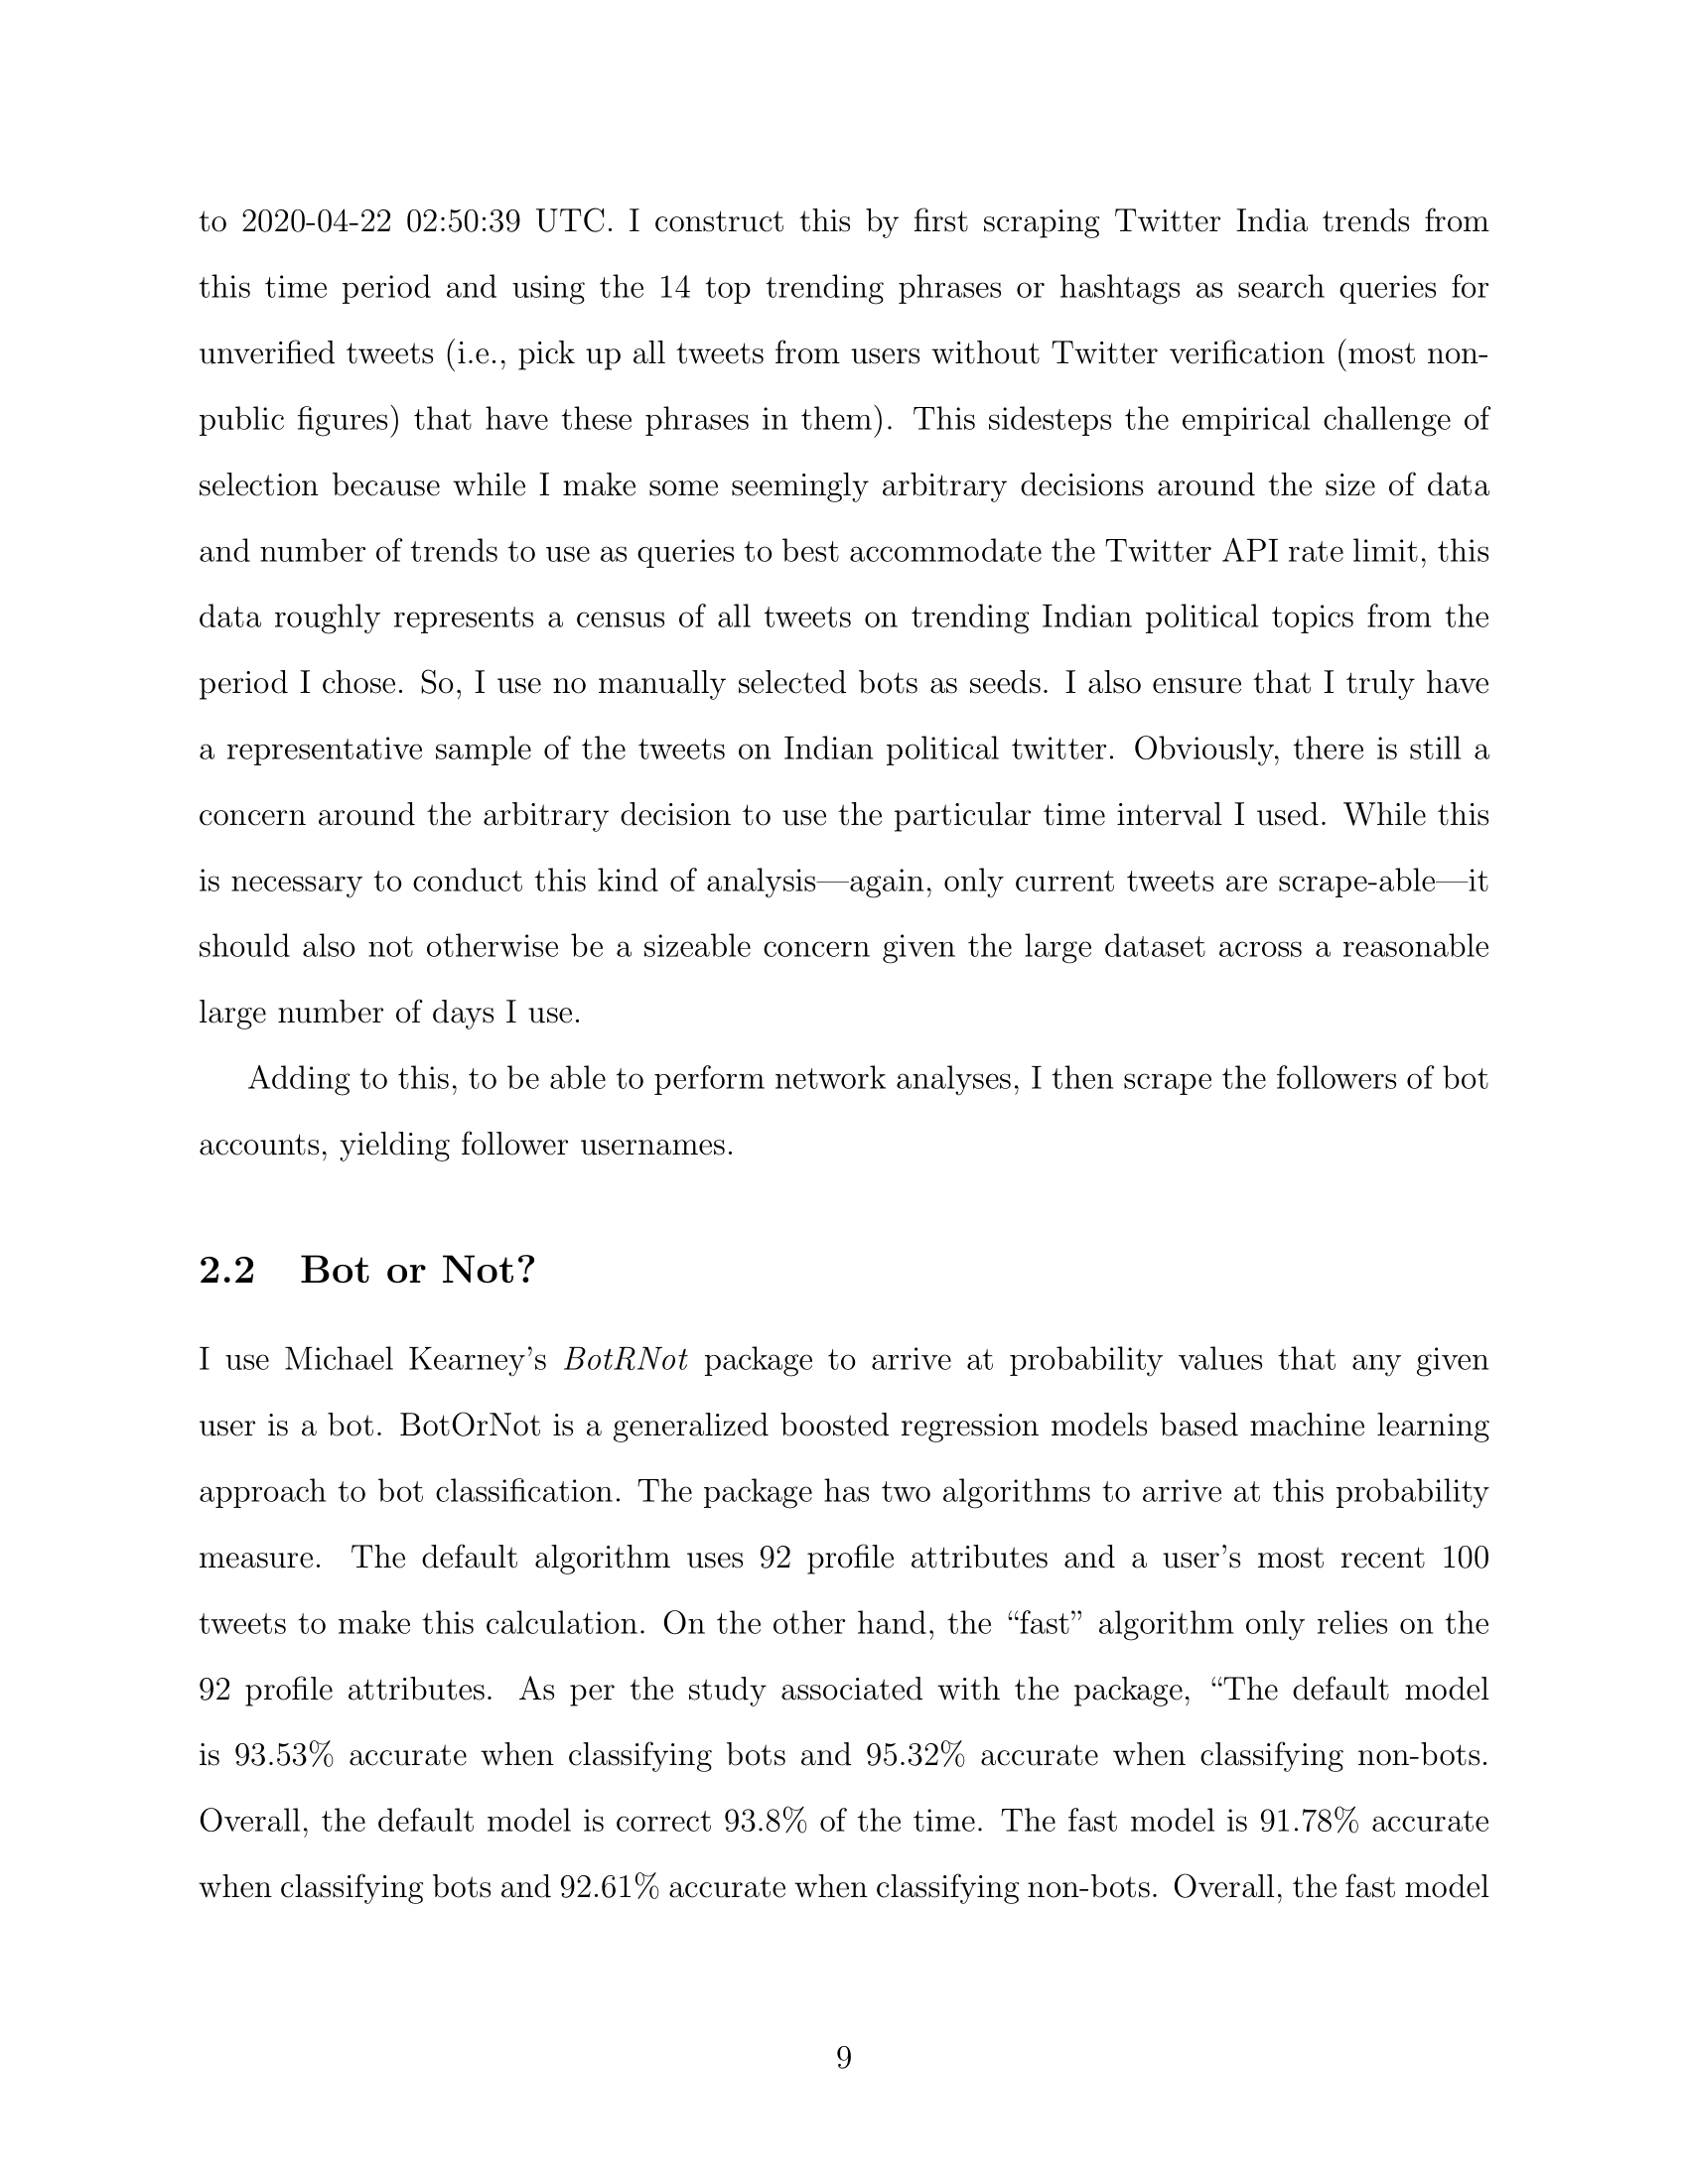 to 2020-04-22 02:50:39 UTC. I construct this by first scraping Twitter India trends from
this time period and using the 14 top trending phrases or hashtags as search queries for
unverified tweets (i.e., pick up all tweets from users without Twitter verification (most non-
public figures) that have these phrases in them). This sidesteps the empirical challenge of
selection because while I make some seemingly arbitrary decisions around the size of data
and number of trends to use as queries to best accommodate the Twitter API rate limit, this
data roughly represents a census of all tweets on trending Indian political topics from the
period I chose. So, I use no manually selected bots as seeds. I also ensure that I truly have
a representative sample of the tweets on Indian political twitter. Obviously, there is still a
concern around the arbitrary decision to use the particular time interval I used. While this
is necessary to conduct this kind of analysis—again, only current tweets are scrape-able—it
should also not otherwise be a sizeable concern given the large dataset across a reasonable
large number of days I use.
Adding to this, to be able to perform network analyses, I then scrape the followers of bot
accounts, yielding follower usernames.
2.2 Bot or Not?
I use Michael Kearney's BotRNot package to arrive at probability values that any given
user is a bot. BotOrNot is a generalized boosted regression models based machine learning
approach to bot classification. The package has two algorithms to arrive at this probability
measure. The default algorithm uses 92 profile attributes and a user's most recent 100
tweets to make this calculation. On the other hand, the “fast” algorithm only relies on the
92 profile attributes. As per the study associated with the package, “The default model
is 93.53% accurate when classifying bots and 95.32% accurate when classifying non-bots.
Overall, the default model is correct 93.8% of the time. The fast model is 91.78% accurate
when classifying bots and 92.61% accurate when classifying non-bots. Overall, the fast model
9